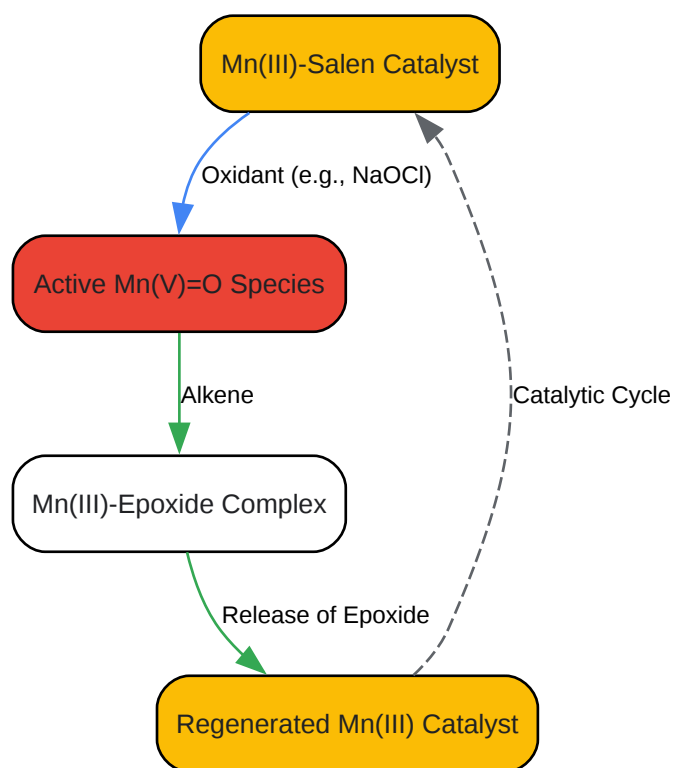 Mn(III)-Salen Catalyst
Oxidant (e.g., NaOCl)
Active Mn(V)=O Species
Alkene
Catalytic Cycle
Mn(III)-Epoxide Complex
Release of Epoxide
Regenerated Mn(III) Catalyst